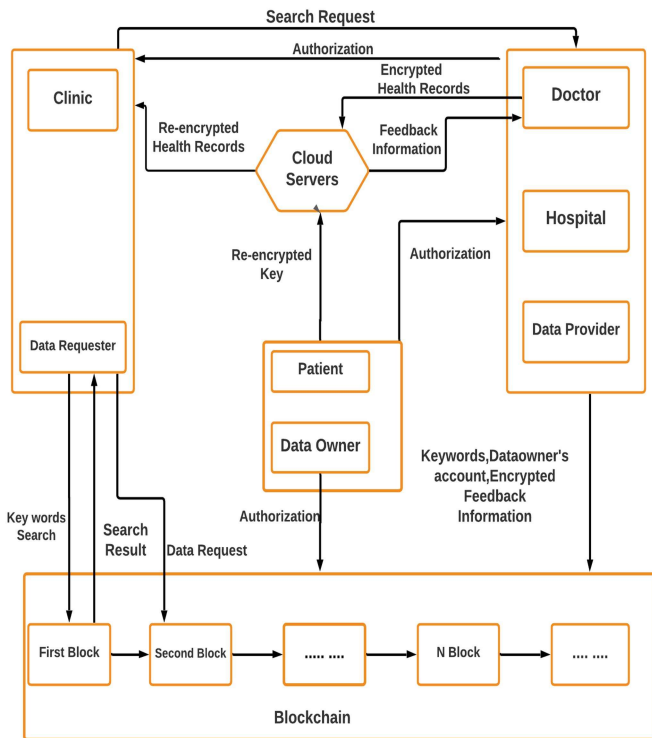 Search Request
Authorization
Clinic
Encrypted
Health Records
Doctor
Re-encrypted
Health Records
Feedback
Information
Cloud
Servers
Hospital
Re-encrypted
Key
Authorization
Data Requester
Data Provider
Patient
Data Owner
Keywords,Dataowner's
account,Encrypted
Feedback
Information
Key words
Search
Search
Result
Data Request
Authorization
First Block
Second Block
..... ....
N Block
.... ....
Blockchain